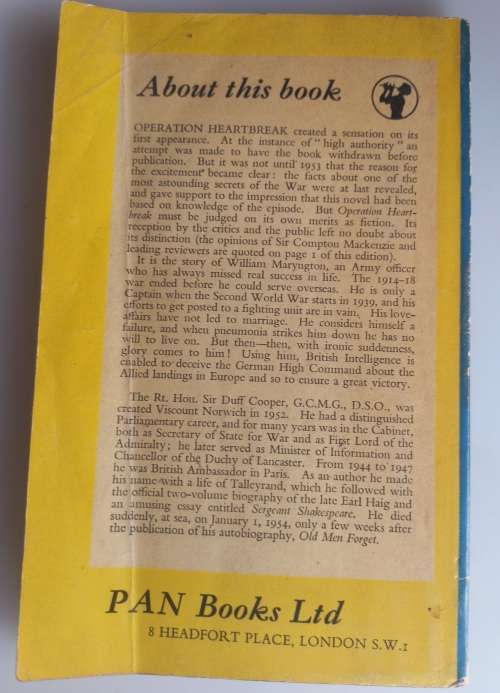 About this book
OPERATION HEARTBREAK created a sensation on its
first appearance. At the instance of "high authority" an
attempt was made to have the book withdrawn before
publication. But it was not until 1953 that the reason for
the excitement became clear: the facts about one of the
most astounding secrets of the War were at last revealed,
and gave support to the impression that this novel had been
based on knowledge of the episode. But Operation Heart-
break must be judged on its own merits as fiction. Its
reception by the critics and the public left no doubt about
its distinction (the opinions of Sir Compton Mackenzie and
leading reviewers are quoted on page 1 of this edition).
It is the story of William Maryngton, an Army officer
who has always missed real success in life. The 1914-18
war ended before he could serve overseas. He is only a
Captain when the Second World War starts in 1939, and his
efforts to get posted to a fighting unit are in vain. His love-
affairs have not led to marriage. He considers himself a
failure, and when pneumonia strikes him down he has no
will to live on. But then—then, with ironic suddenness,
glory comes to him! Using him, British Intelligence is
enabled to deceive the German High Command about the
Allied landings in Europe and so to ensure a great victory.
The Rt. Hon. Sir Duff Cooper, G.C.M.G., D.S.O., was
created Viscount Norwich in 1952. He had a distinguished
Parliamentary career, and for many years was in the Cabinet,
both as Secretary of State for War and as First Lord of the
Admiralty; he later served as Minister of Information and
Chancellor of the Duchy of Lancaster. From 1944 to 1947
he was British Ambassador in Paris. As an author he made
his name with a life of Talleyrand, which he followed with
the official two-volume biography of the late Earl Haig and
an amusing essay entitled Sergeant Shakespeare. He died
suddenly, at sea, on January 1, 1954, only a few weeks after
the publication of his autobiography, Old Men Forget.
PAN Books Ltd
8 HEADFORT PLACE, LONDON S.W.1